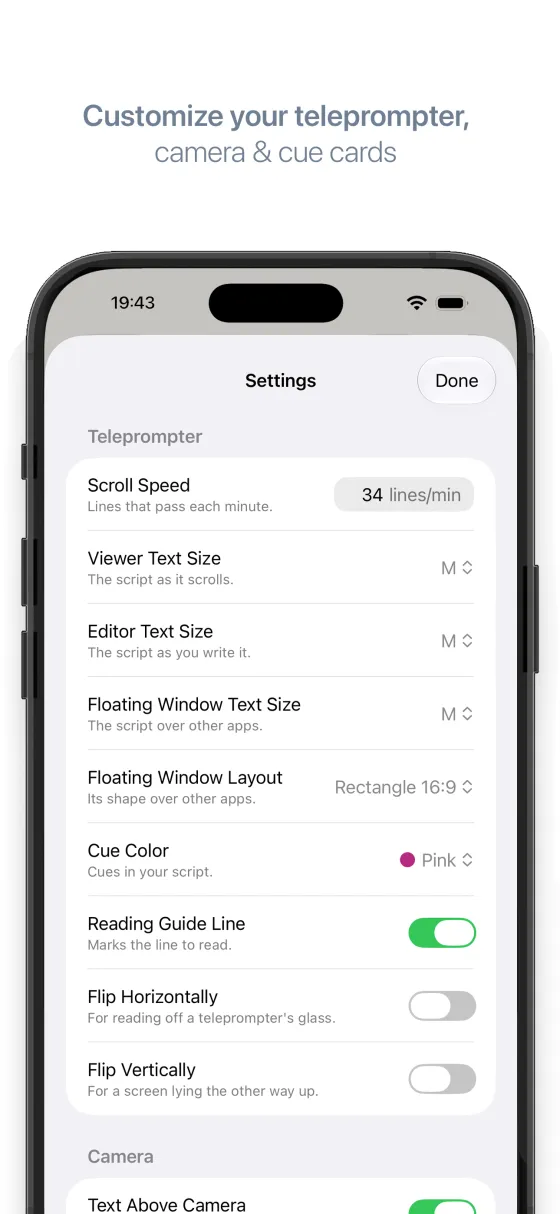 Customize your teleprompter,
camera & cue cards
19:43
Settings
Done
Teleprompter
Scroll Speed
Lines that pass each minute.
34 lines/min
Viewer Text Size
The script as it scrolls.
M
Editor Text Size
The script as you write it.
M
Floating Window Text Size
The script over other apps.
M
Floating Window Layout
Its shape over other apps.
Rectangle 16:9
Cue Color
Cues in your script.
Pink
Reading Guide Line
Marks the line to read.
Flip Horizontally
For reading off a teleprompter's glass.
Flip Vertically
For a screen lying the other way up.
Camera
Text Above Camera